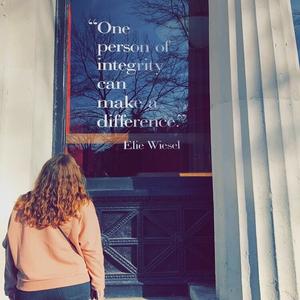 “One
person of
integrity
can
make a
difference.”
Elie Wiesel